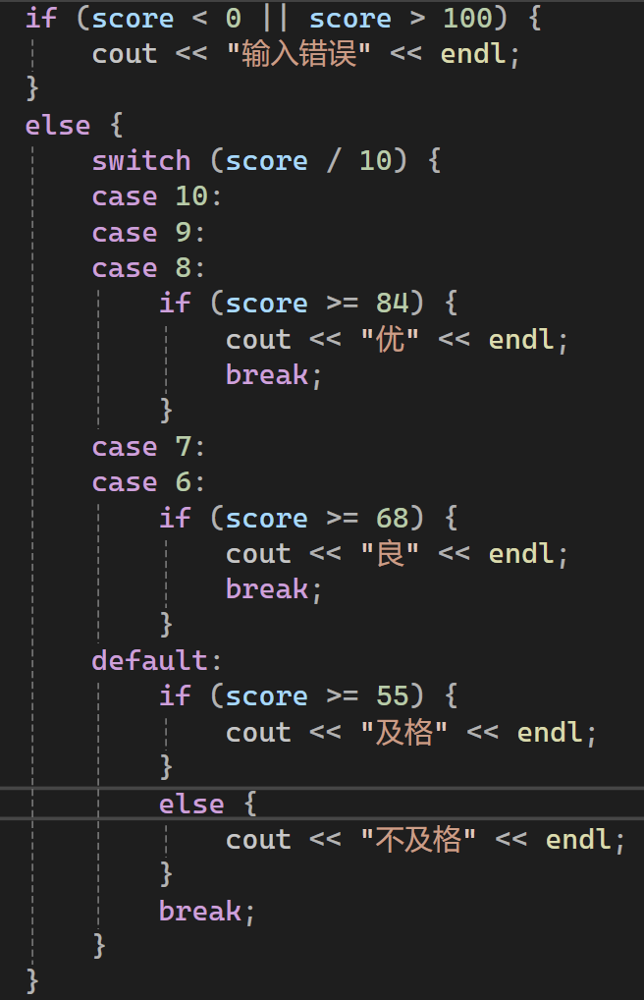 if (score < 0 || score > 100) {
    cout << "输入错误" << endl;
}
else {
    switch (score / 10) {
    case 10:
    case 9:
    case 8:
        if (score >= 84) {
            cout << "优" << endl;
            break;
        }
    case 7:
    case 6:
        if (score >= 68) {
            cout << "良" << endl;
            break;
        }
    default:
        if (score >= 55) {
            cout << "及格" << endl;
        }
        else {
            cout << "不及格" << endl;
        }
        break;
    }
}